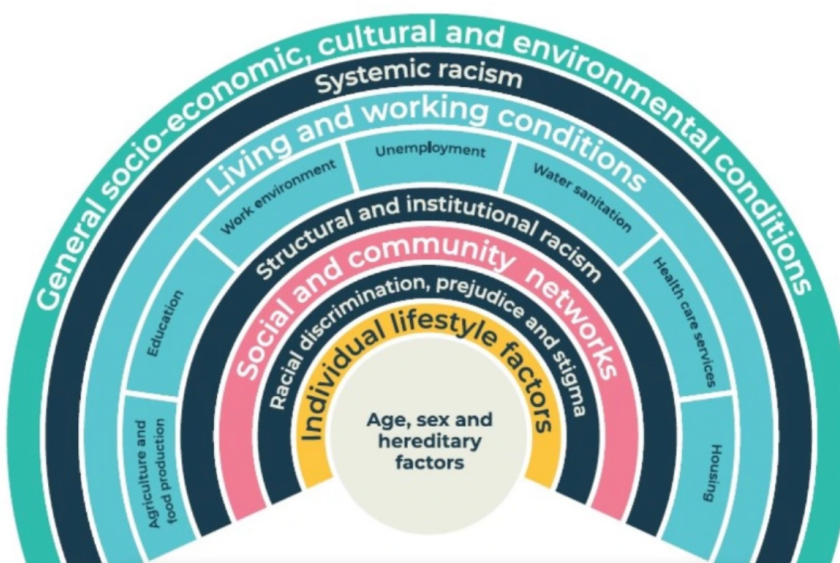 General socio-economic, cultural and environmental conditions
Systemic racism
Living and working conditions
Agriculture and
food production
Education
Work environment
Unemployment
Water sanitation
Health care services
Housing
Structural and institutional racism
Social and community networks
Racial discrimination, prejudice and stigma
Individual lifestyle factors
Age, sex and
hereditary
factors